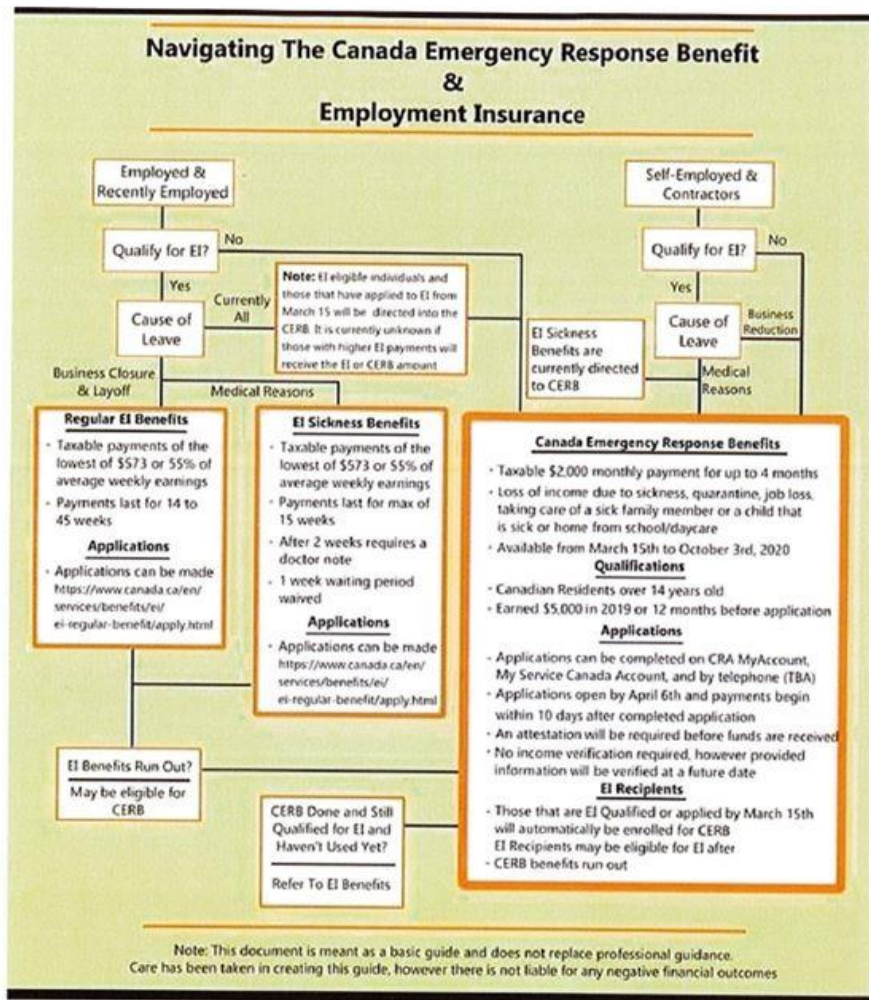 Navigating The Canada Emergency Response Benefit
&
Employment Insurance
Employed &
Recently Employed
Qualify for EI?
No
Yes
Cause of
Leave
Currently
All
Note: EI eligible individuals and
those that have applied to EI from
March 15 will be directed into the
CERB. It is currently unknown if
those with higher EI payments will
receive the EI or CERB amount
Business Closure
& Layoff
Medical Reasons
Self-Employed &
Contractors
Qualify for EI?
No
Yes
Cause of
Leave
Business
Reduction
Medical
Reasons
EI Sickness
Benefits are
currently directed
to CERB
Regular EI Benefits
• Taxable payments of the
lowest of $573 or 55% of
average weekly earnings
• Payments last for 14 to
45 weeks
Applications
• Applications can be made
https://www.canada.ca/en/
services/benefits/ei/
ei-regular-benefit/apply.html
EI Sickness Benefits
• Taxable payments of the
lowest of $573 or 55% of
average weekly earnings
• Payments last for max of
15 weeks
• After 2 weeks requires a
doctor note
• 1 week waiting period
waived
Applications
• Applications can be made
https://www.canada.ca/en/
services/benefits/ei/
ei-regular-benefit/apply.html
Canada Emergency Response Benefits
• Taxable $2,000 monthly payment for up to 4 months
• Loss of income due to sickness, quarantine, job loss,
taking care of a sick family member or a child that
is sick or home from school/daycare
• Available from March 15th to October 3rd, 2020
Qualifications
• Canadian Residents over 14 years old
• Earned $5,000 in 2019 or 12 months before application
Applications
• Applications can be completed on CRA MyAccount,
My Service Canada Account, and by telephone (TBA)
• Applications open by April 6th and payments begin
within 10 days after completed application
• An attestation will be required before funds are received
• No income verification required, however provided
information will be verified at a future date
EI Recipients
• Those that are EI Qualified or applied by March 15th
will automatically be enrolled for CERB
EI Recipients may be eligible for EI after
• CERB benefits run out
EI Benefits Run Out?
May be eligible for
CERB
CERB Done and Still
Qualified for EI and
Haven't Used Yet?
Refer To EI Benefits
Note: This document is meant as a basic guide and does not replace professional guidance.
Care has been taken in creating this guide, however there is not liable for any negative financial outcomes